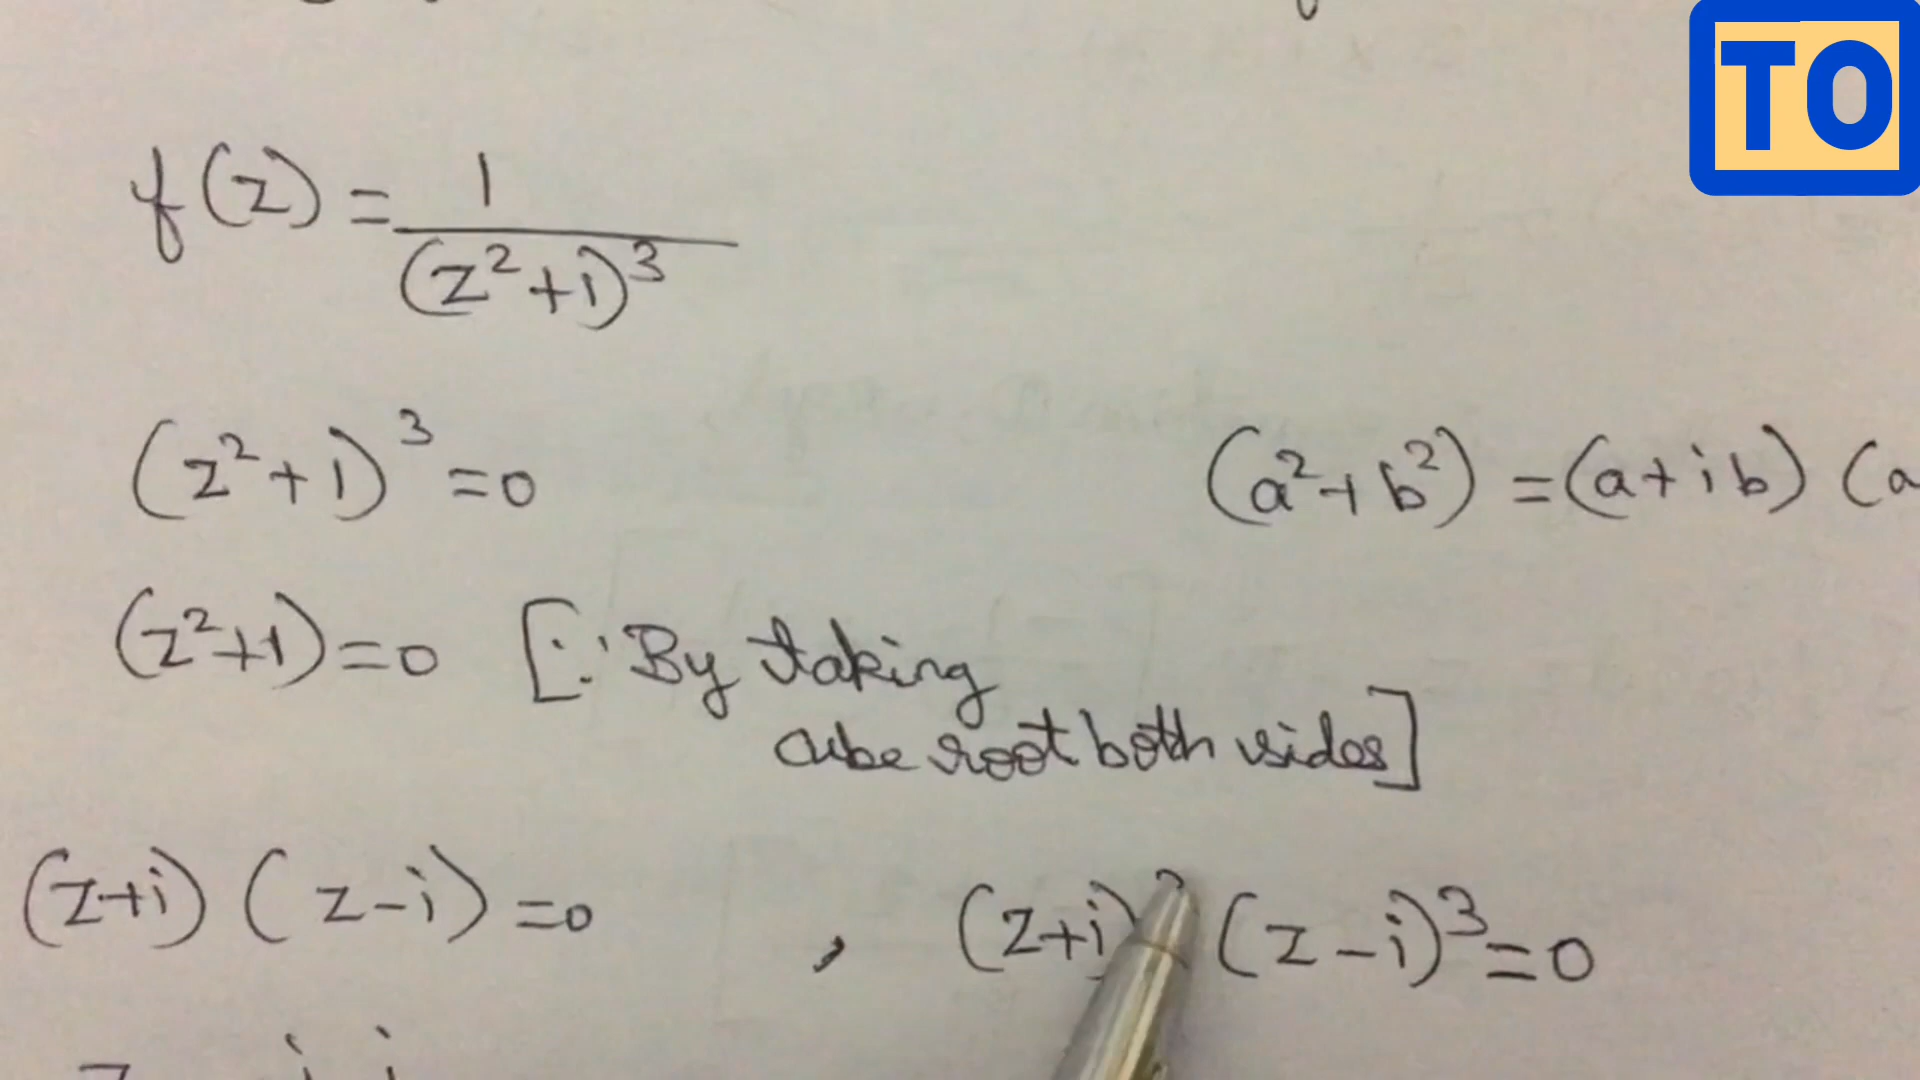 TO
f(z) = 1/(z²+1)³
(z²+1)³ = 0
(a²+b²) = (a+ib) (a
(z²+1) = 0 [∵ By taking
cube root both sides]
(z+i) (z-i) = 0 , (z+i)³ (z-i)³ = 0